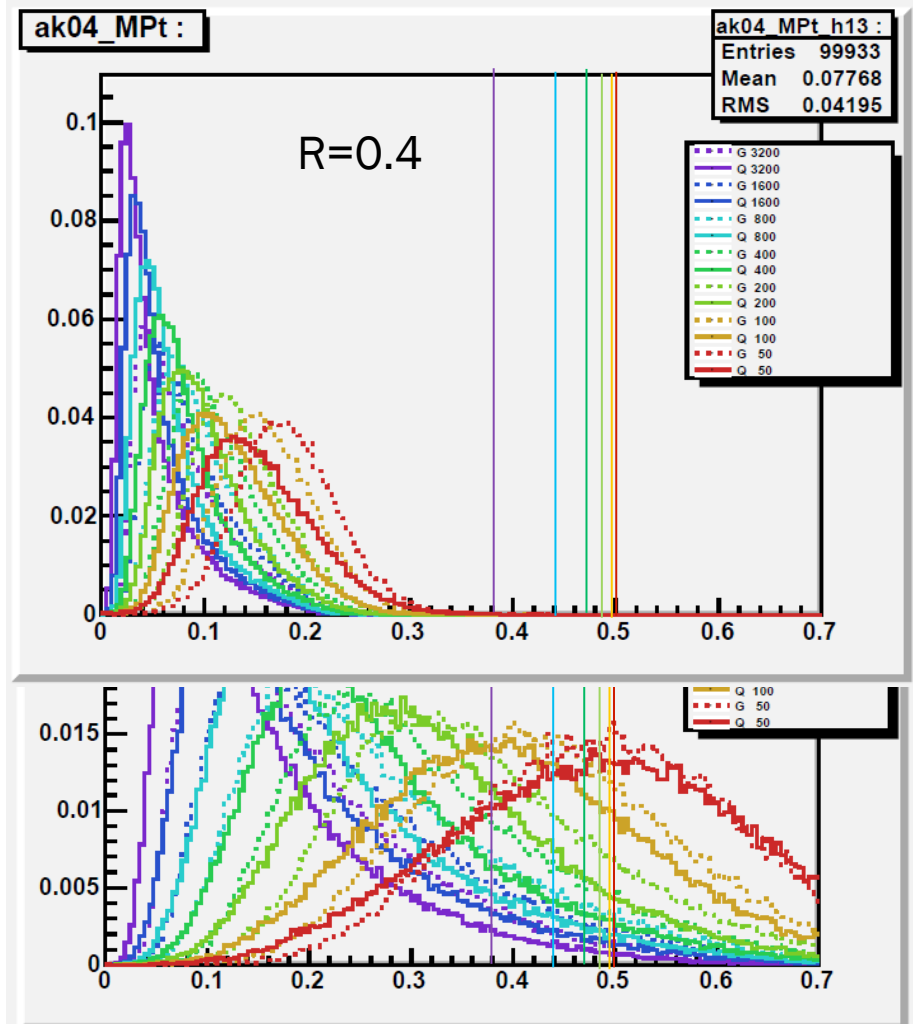 ak04_MPt :
ak04_MPt_h13 :
Entries 99933
Mean 0.07768
RMS 0.04195
R=0.4
G 3200
Q 3200
G 1600
Q 1600
G 800
Q 800
G 400
Q 400
G 200
Q 200
G 100
Q 100
G 50
Q 50
0.1
0.08
0.06
0.04
0.02
0
0 0.1 0.2 0.3 0.4 0.5 0.6 0.7
Q 100
G 50
Q 50
0.015
0.01
0.005
0
0 0.1 0.2 0.3 0.4 0.5 0.6 0.7